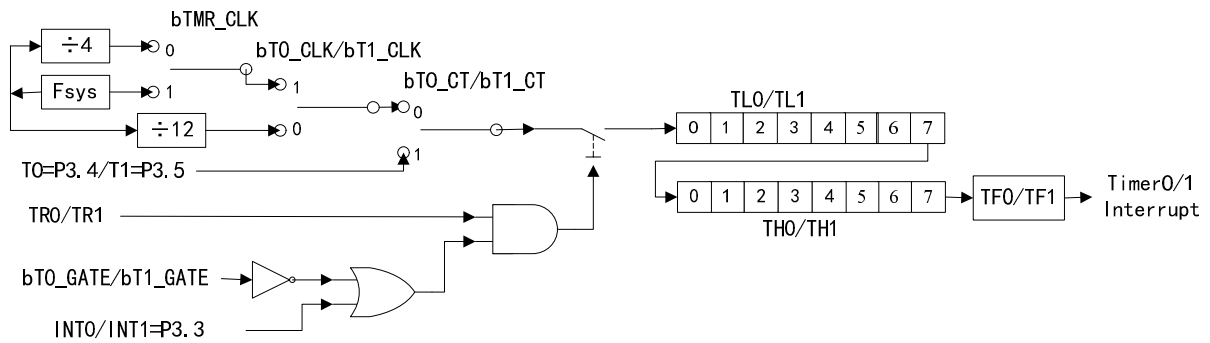 bTMR_CLK
÷4
0
bT0_CLK/bT1_CLK
Fsys
1
1
bT0_CT/bT1_CT
0
÷12
0
TL0/TL1
0 1 2 3 4 5 6 7
1
T0=P3.4/T1=P3.5
0 1 2 3 4 5 6 7
TF0/TF1
Timer0/1
Interrupt
TR0/TR1
TH0/TH1
bT0_GATE/bT1_GATE
INT0/INT1=P3.3